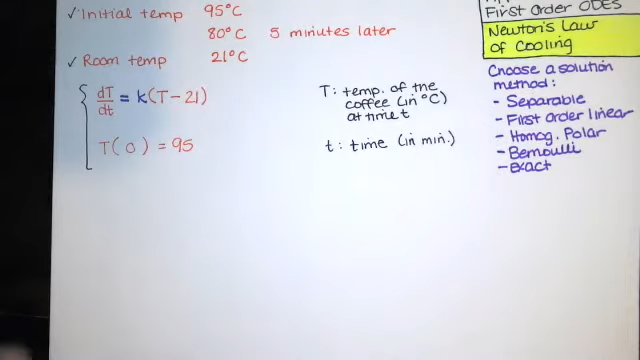 ✓ Initial temp 95°C
80°C 5 minutes later
✓ Room temp 21°C
dT/dt = k(T-21)
T(0) = 95
T: temp. of the
coffee (in °C)
at time t
t: time (in min.)
First Order ODES
Newton's Law
of Cooling
Choose a solution
method:
- Separable
- First Order linear
- Homog. Polar
- Bernoulli
- Exact